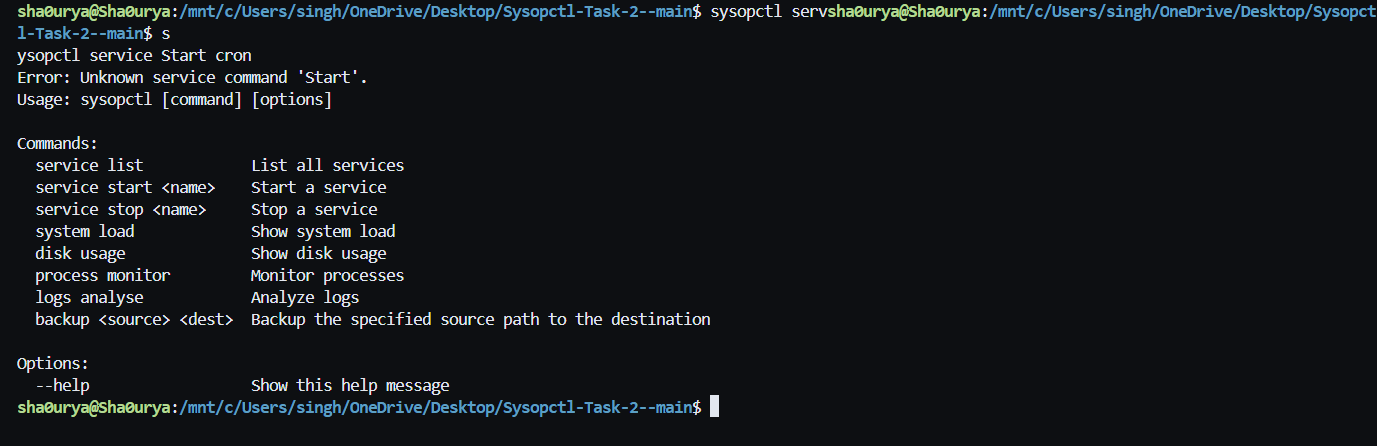 sha0urya@Sha0urya:/mnt/c/Users/singh/OneDrive/Desktop/Sysopctl-Task-2--main$ sysopctl servsha0urya@Sha0urya:/mnt/c/Users/singh/OneDrive/Desktop/Sysopct
l-Task-2--main$ s
ysopctl service Start cron
Error: Unknown service command 'Start'.
Usage: sysopctl [command] [options]

Commands:
  service list            List all services
  service start <name>    Start a service
  service stop <name>     Stop a service
  system load             Show system load
  disk usage              Show disk usage
  process monitor         Monitor processes
  logs analyse            Analyze logs
  backup <source> <dest>  Backup the specified source path to the destination

Options:
  --help                  Show this help message
sha0urya@Sha0urya:/mnt/c/Users/singh/OneDrive/Desktop/Sysopctl-Task-2--main$